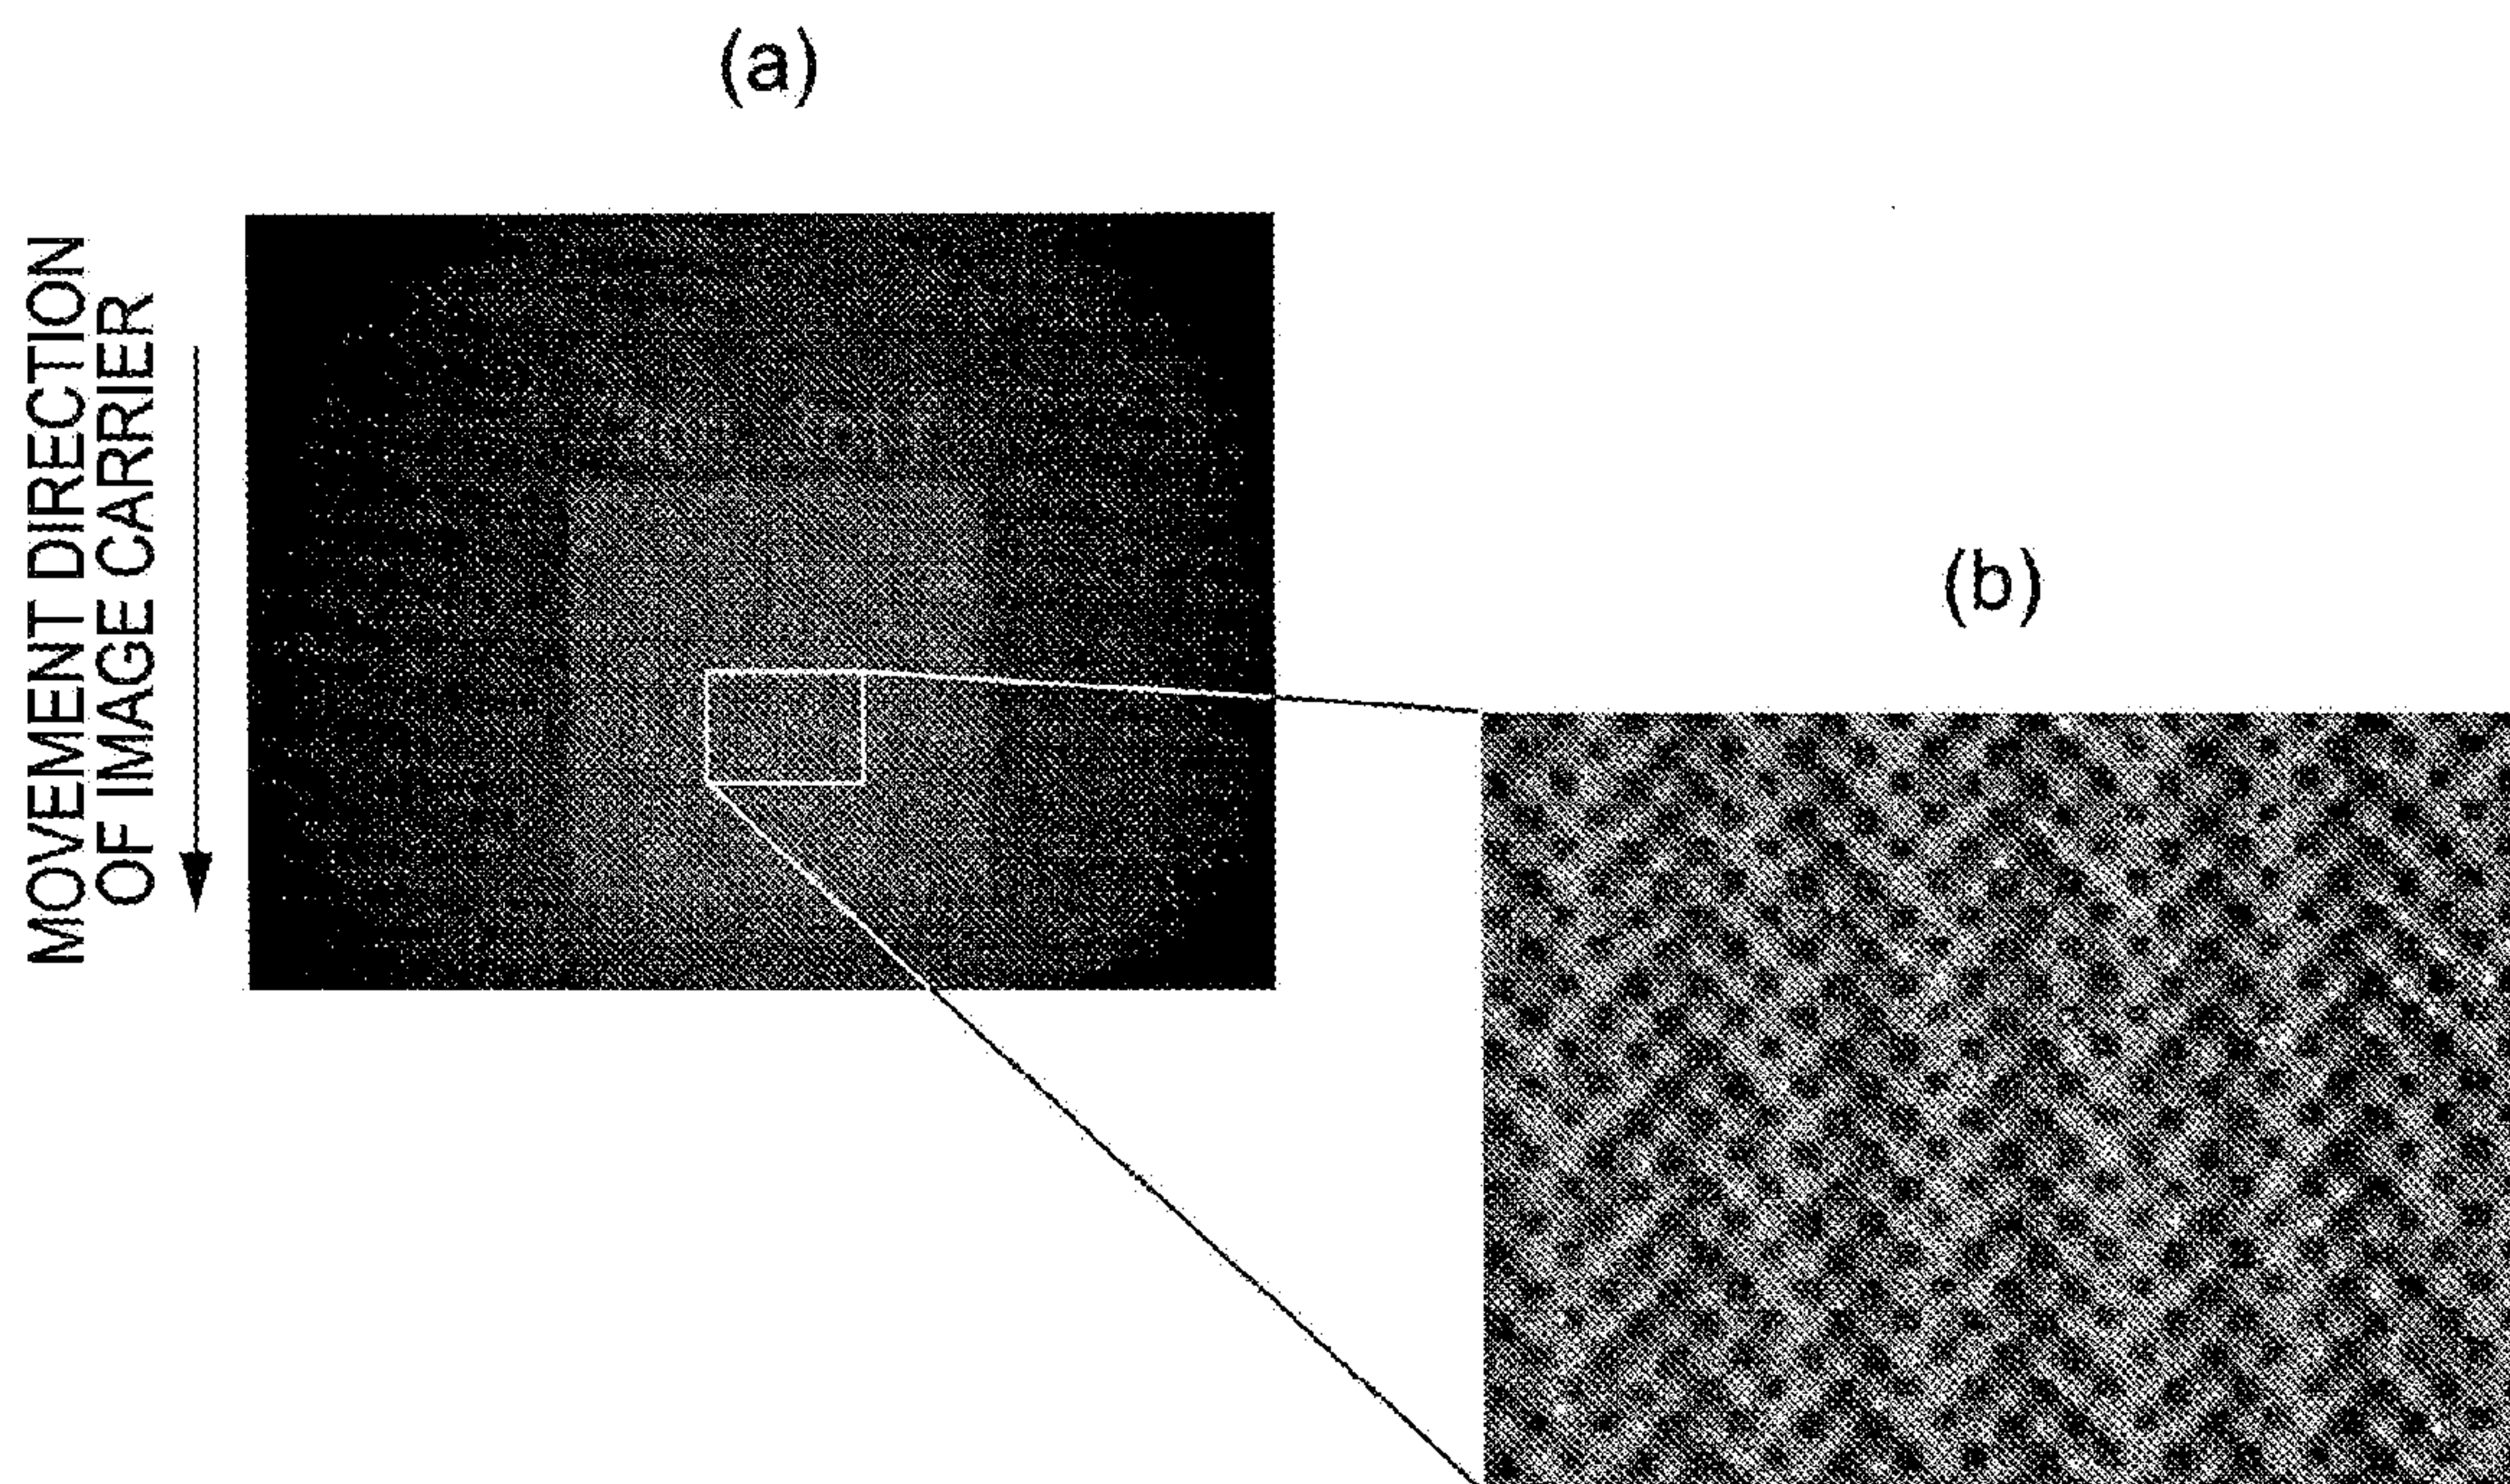 (a)
MOVEMENT DIRECTION
OF IMAGE CARRIER
(b)